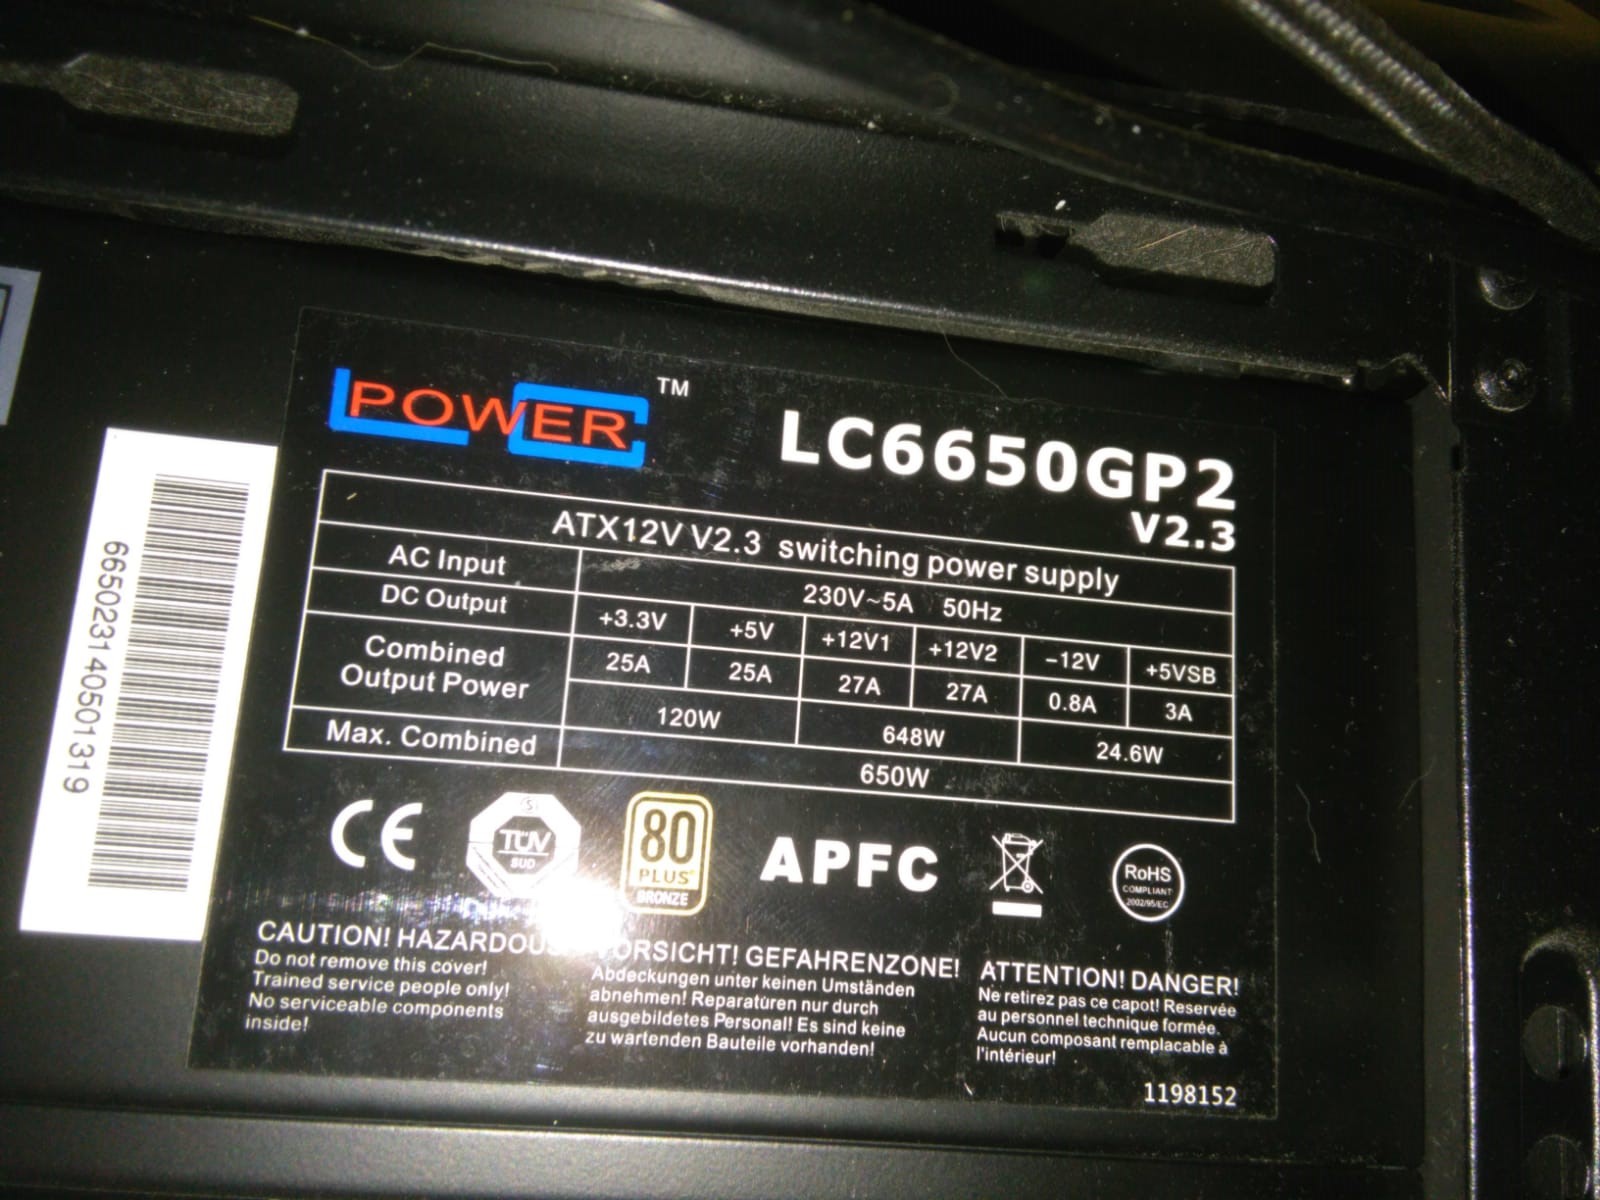 POWER
LC
TM
LC6650GP2
V2.3
ATX12V V2.3 switching power supply
AC Input 230V~5A 50Hz
DC Output +3.3V +5V +12V1 +12V2 -12V +5VSB
25A 25A 27A 27A 0.8A 3A
Combined
Output Power 120W 648W 24.6W
Max. Combined 650W
665023140501319
CE
TÜV
SUD
80
PLUS
BRONZE
APFC
RoHS
COMPLIANT
2002/95/EC
CAUTION! HAZARDOUS
Do not remove this cover!
Trained service people only!
No serviceable components
inside!
VORSICHT! GEFAHRENZONE!
Abdeckungen unter keinen Umständen
abnehmen! Reparaturen nur durch
ausgebildetes Personal! Es sind keine
zu wartenden Bauteile vorhanden!
ATTENTION! DANGER!
Ne retirez pas ce capot! Reservée
au personnel technique formée.
Aucun composant remplacable à
l'intérieur!
1198152